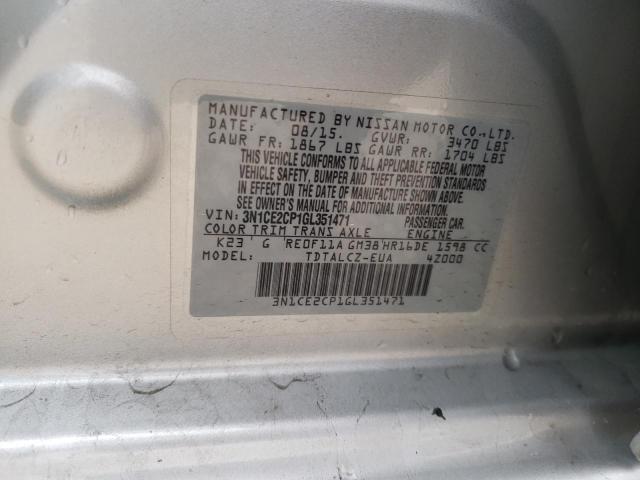 MANUFACTURED BY NISSAN MOTOR CO.,LTD.
DATE: 08/15. GVWR: 3470 LBS
GAWR FR: 1867 LBS GAWR RR: 1704 LBS
THIS VEHICLE CONFORMS TO ALL APPLICABLE FEDERAL MOTOR
VEHICLE SAFETY, BUMPER, AND THEFT PREVENTION STANDARDS
IN EFFECT ON THE DATE OF MANUFACTURE SHOWN ABOVE.
SEE OWNER'S MANUAL FOR ADDITIONAL INFORMATION.
VIN: 3N1CE2CP1GL351471 PASSENGER CAR.
COLOR TRIM TRANS AXLE ENGINE
K23 G RE0F11A GM38 HR16DE 1598 CC
MODEL: TDTALCZ-EUA 4Z000
3N1CE2CP1GL351471